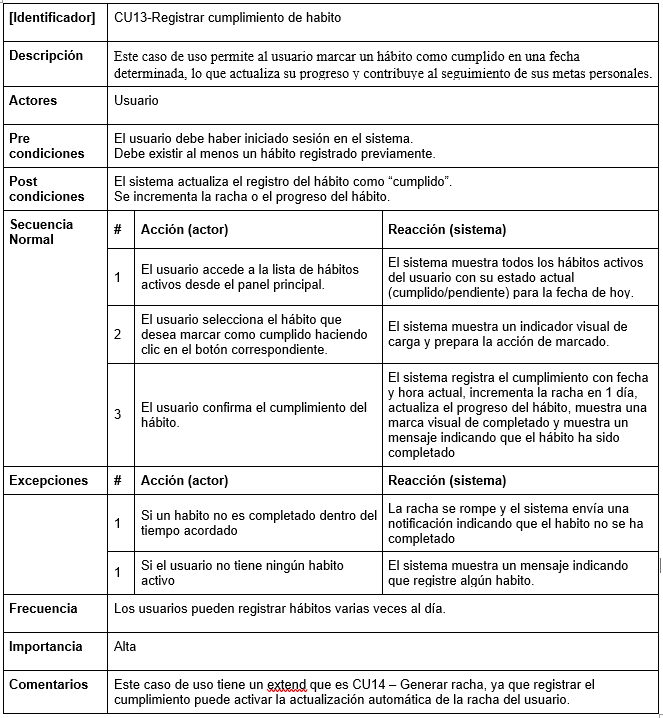 [Identificador]
CU13-Registrar cumplimiento de habito
Descripción
Este caso de uso permite al usuario marcar un hábito como cumplido en una fecha
determinada, lo que actualiza su progreso y contribuye al seguimiento de sus metas personales.
Actores
Usuario
Pre
condiciones
El usuario debe haber iniciado sesión en el sistema.
Debe existir al menos un hábito registrado previamente.
Post
condiciones
El sistema actualiza el registro del hábito como “cumplido”.
Se incrementa la racha o el progreso del hábito.
Secuencia
Normal
#
Acción (actor)
Reacción (sistema)
1
El usuario accede a la lista de hábitos
activos desde el panel principal.
El sistema muestra todos los hábitos activos
del usuario con su estado actual
(cumplido/pendiente) para la fecha de hoy.
2
El usuario selecciona el hábito que
desea marcar como cumplido haciendo
clic en el botón correspondiente.
El sistema muestra un indicador visual de
carga y prepara la acción de marcado.
3
El usuario confirma el cumplimiento del
hábito.
El sistema registra el cumplimiento con fecha
y hora actual, incrementa la racha en 1 día,
actualiza el progreso del hábito, muestra una
marca visual de completado y muestra un
mensaje indicando que el hábito ha sido
completado
Excepciones
#
Acción (actor)
Reacción (sistema)
1
Si un habito no es completado dentro del
tiempo acordado
La racha se rompe y el sistema envía una
notificación indicando que el habito no se ha
completado
1
Si el usuario no tiene ningún habito
activo
El sistema muestra un mensaje indicando
que registre algún habito.
Frecuencia
Los usuarios pueden registrar hábitos varias veces al día.
Importancia
Alta
Comentarios
Este caso de uso tiene un extend que es CU14 – Generar racha, ya que registrar el
cumplimiento puede activar la actualización automática de la racha del usuario.